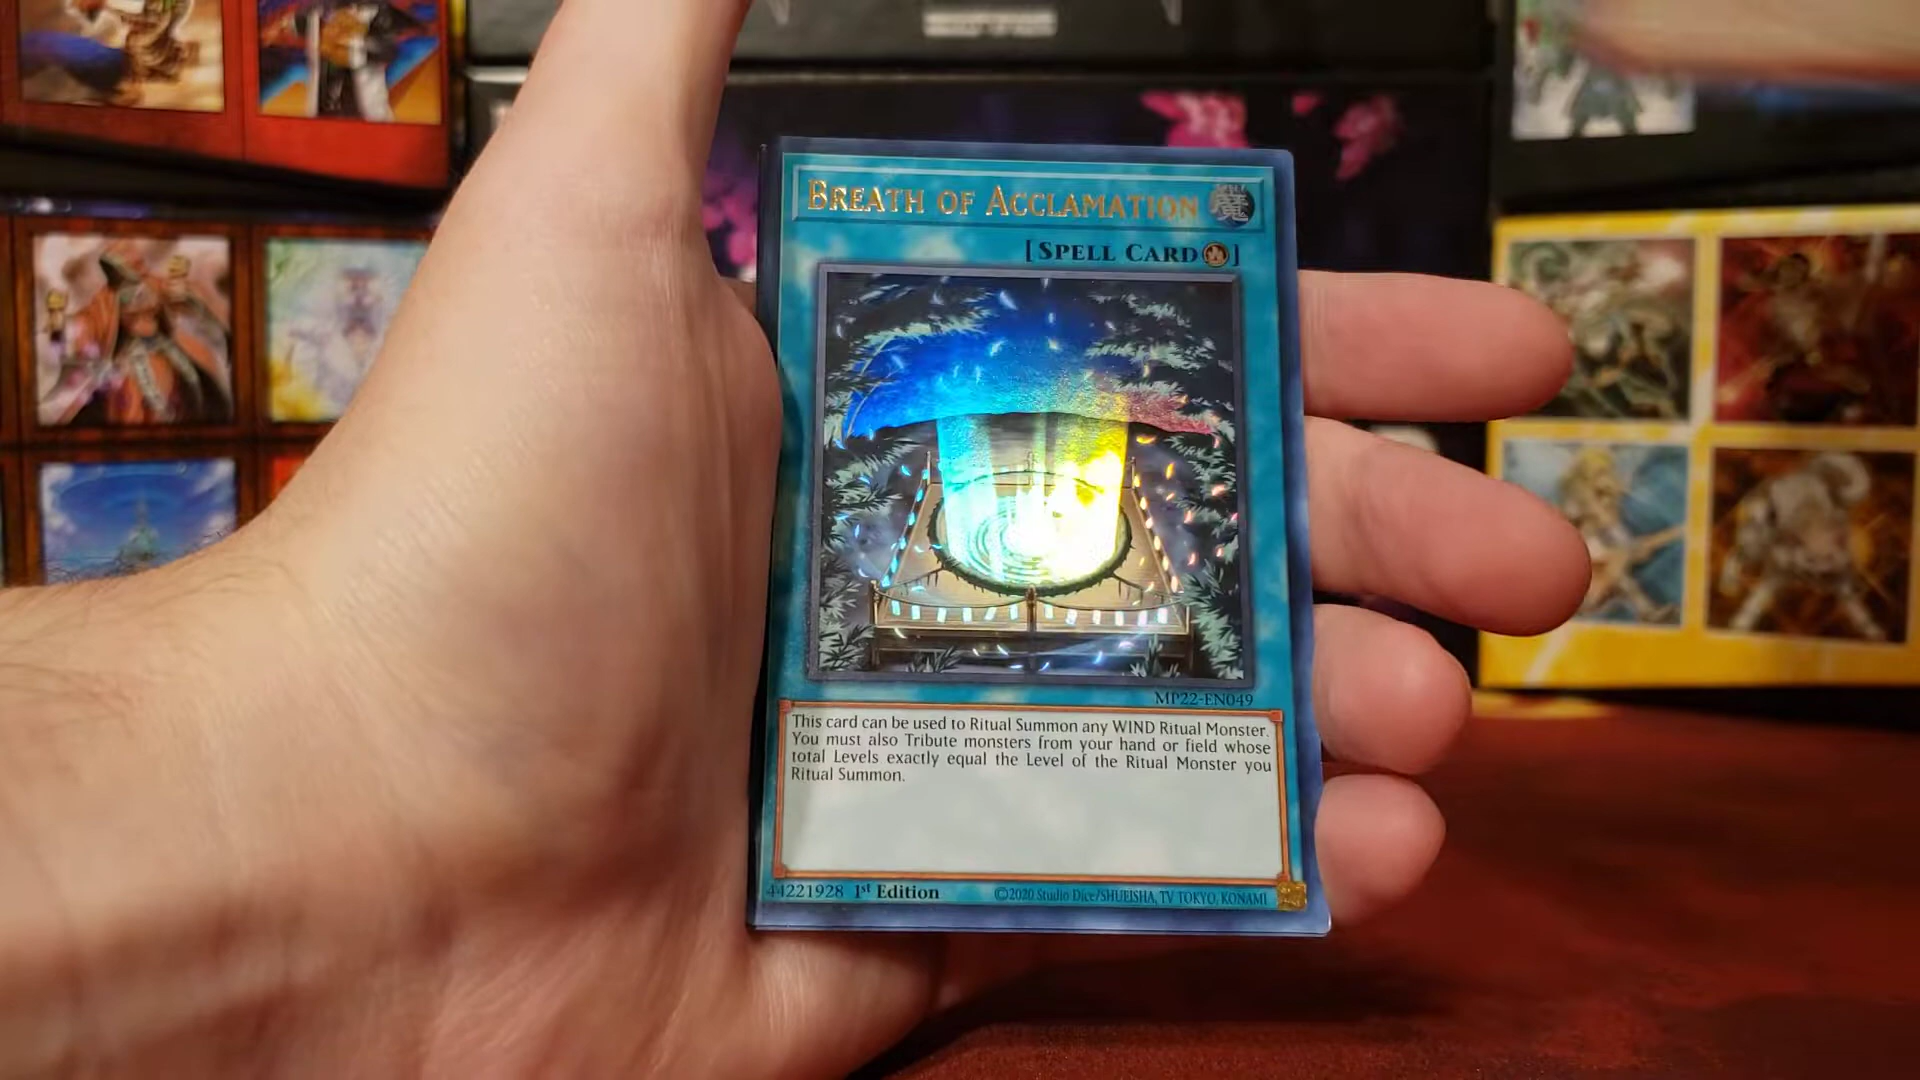 BREATH OF ACCLAMATION 魔
[SPELL CARD]
MP22-EN049
This card can be used to Ritual Summon any WIND Ritual Monster.
You must also Tribute monsters from your hand or field whose
total Levels exactly equal the Level of the Ritual Monster you
Ritual Summon.
44221928 1st Edition ©2020 Studio Dice/SHUEISHA, TV TOKYO, KONAMI